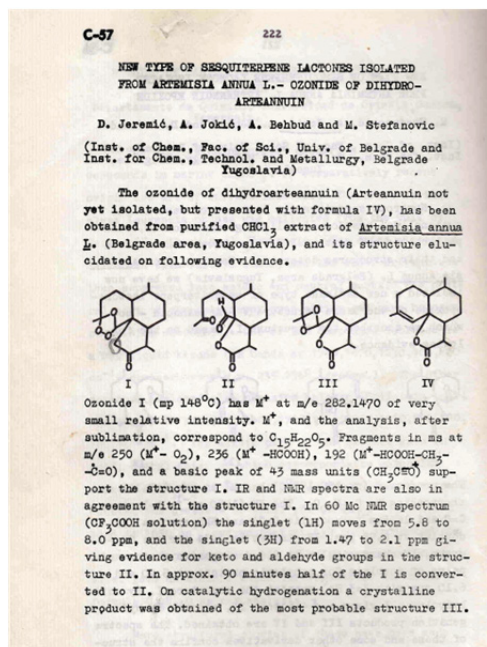 C-57
222
NEW TYPE OF SESQUITERPENE LACTONES ISOLATED
FROM ARTEMISIA ANNUA L.- OZONIDE OF DIHYDRO-
ARTEANNUIN
D. Jeremić, A. Jokić, A. Behbud and M. Stefanovic
(Inst. of Chem., Fac. of Sci., Univ. of Belgrade and
Inst. for Chem., Technol. and Metallurgy, Belgrade
Yugoslavia)
The ozonide of dihydroarteannuin (Arteannuin not
yet isolated, but presented with formula IV), has been
obtained from purified CHCl3 extract of Artemisia annua
L. (Belgrade area, Yugoslavia), and its structure elu-
cidated on following evidence.
I II III IV
Ozonide I (mp 148°C) has M+ at m/e 282.1470 of very
small relative intensity. M+, and the analysis, after
sublimation, correspond to C15H22O5. Fragments in ms at
m/e 250 (M+- O2), 236 (M+ -HCOOH), 192 (M+-HCOOH-CH3-
-C=O), and a basic peak of 43 mass units (CH3C≡O+) sup-
port the structure I. IR and NMR spectra are also in
agreement with the structure I. In 60 Mc NMR spectrum
(CF3COOH solution) the singlet (1H) moves from 5.8 to
8.0 ppm, and the singlet (3H) from 1.47 to 2.1 ppm gi-
ving evidence for keto and aldehyde groups in the struc-
ture II. In approx. 90 minutes half of the I is conver-
ted to II. On catalytic hydrogenation a crystalline
product was obtained of the most probable structure III.